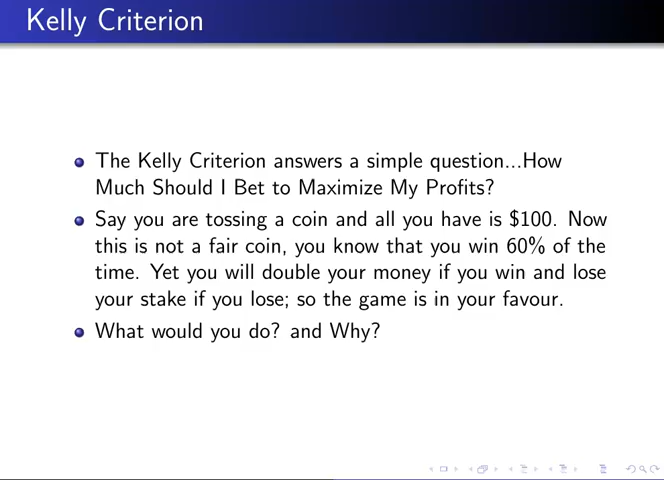 Kelly Criterion
The Kelly Criterion answers a simple question...How
Much Should I Bet to Maximize My Profits?
Say you are tossing a coin and all you have is $100. Now
this is not a fair coin, you know that you win 60% of the
time. Yet you will double your money if you win and lose
your stake if you lose; so the game is in your favour.
What would you do? and Why?